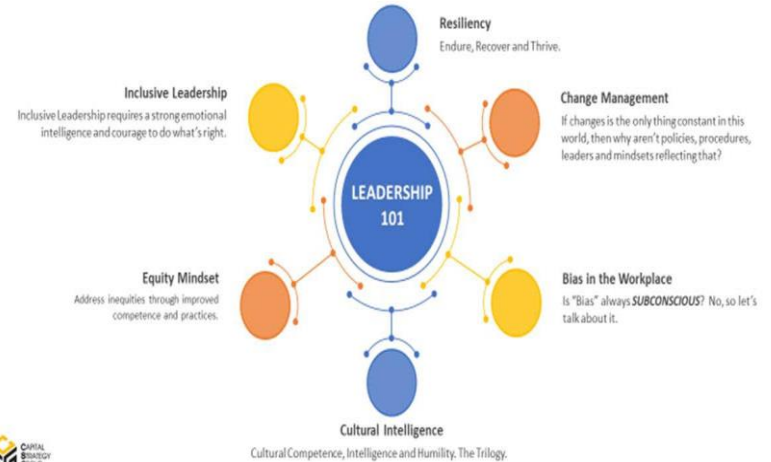 Resiliency
Endure, Recover and Thrive.
Inclusive Leadership
Inclusive Leadership requires a strong emotional
intelligence and courage to do what's right.
Change Management
If changes is the only thing constant in this
world, then why aren't policies, procedures,
leaders and mindsets reflecting that?
LEADERSHIP
101
Equity Mindset
Address inequities through improved
competence and practices.
Bias in the Workplace
Is "Bias" always SUBCONSCIOUS? No, so let's
talk about it.
Cultural Intelligence
Cultural Competence, Intelligence and Humility. The Trilogy.
CAPITAL
STRATEGY